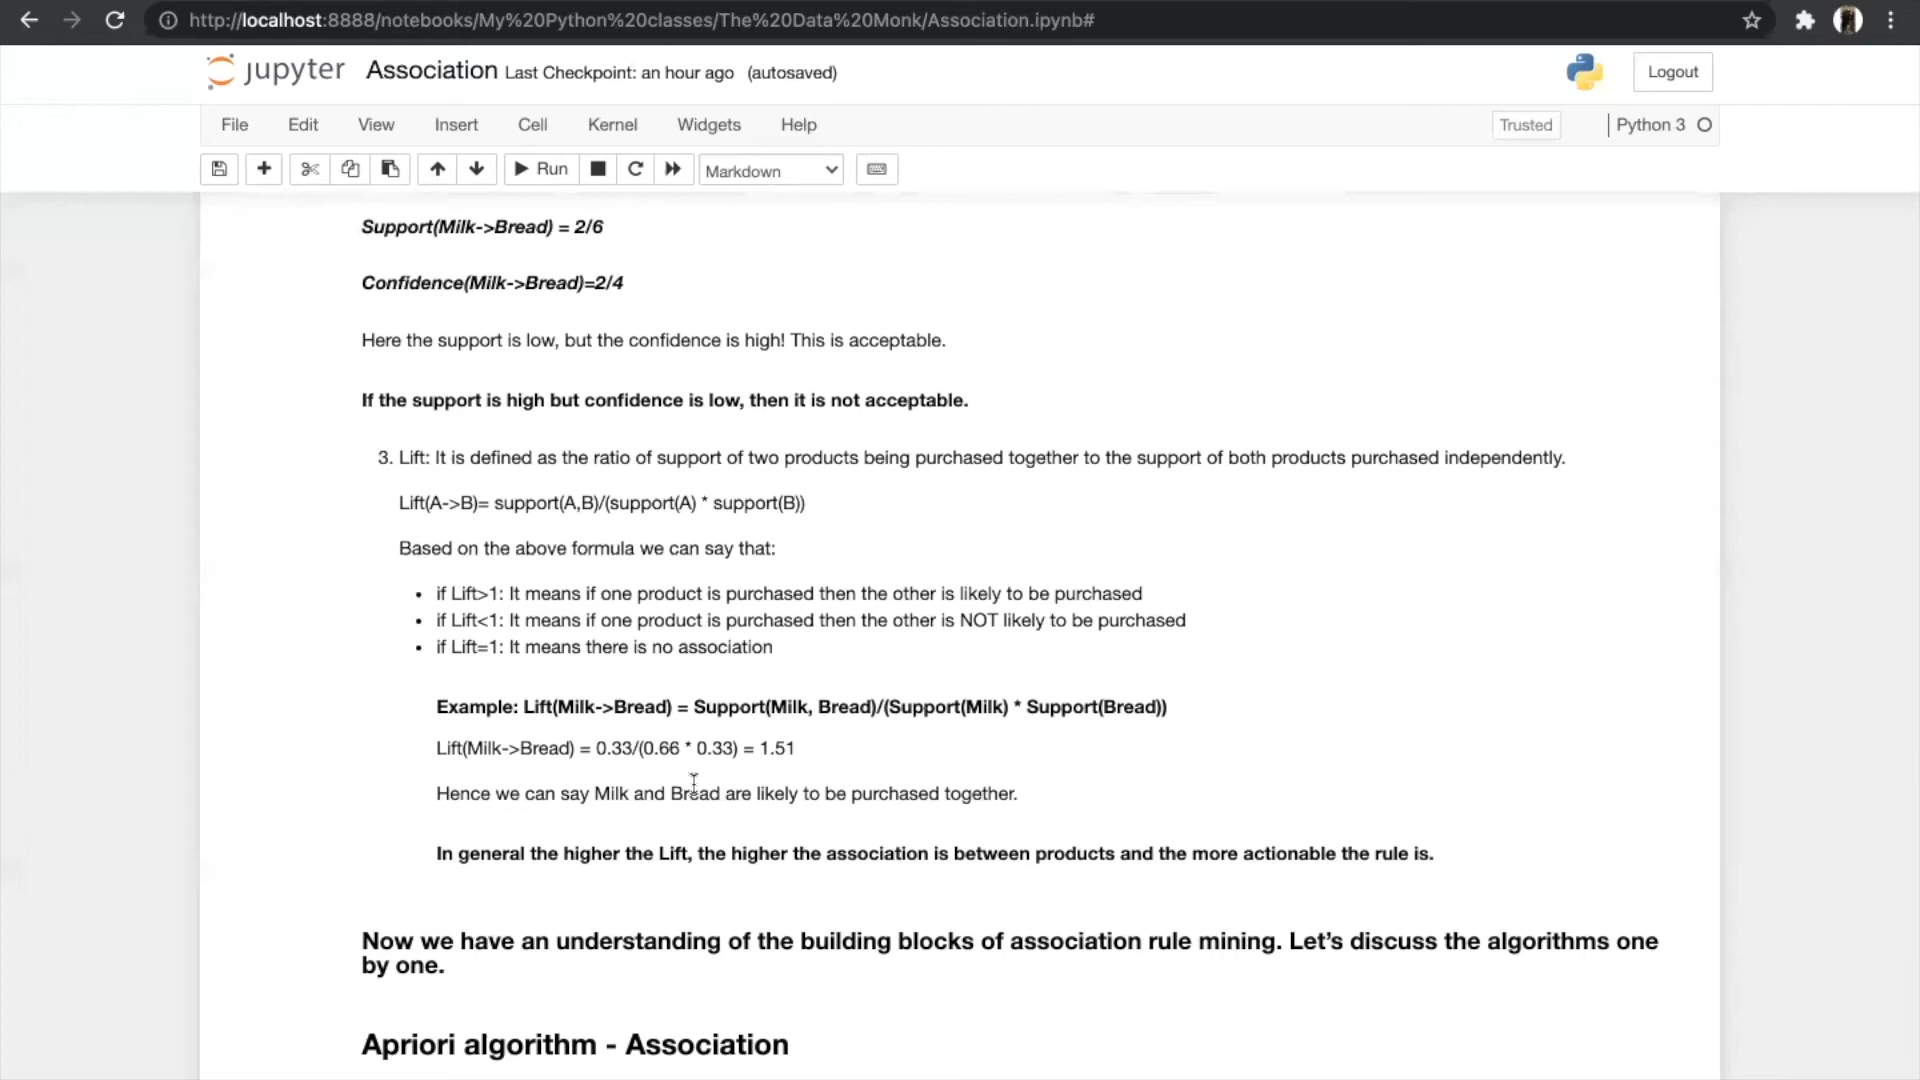 http://localhost:8888/notebooks/My%20Python%20classes/The%20Data%20Monk/Association.ipynb#
jupyter Association Last Checkpoint: an hour ago (autosaved)
Logout
File Edit View Insert Cell Kernel Widgets Help
Trusted
Python 3
Run
Markdown
Support(Milk->Bread) = 2/6
Confidence(Milk->Bread)=2/4
Here the support is low, but the confidence is high! This is acceptable.
If the support is high but confidence is low, then it is not acceptable.
3. Lift: It is defined as the ratio of support of two products being purchased together to the support of both products purchased independently.
Lift(A->B)= support(A,B)/(support(A) * support(B))
Based on the above formula we can say that:
• if Lift>1: It means if one product is purchased then the other is likely to be purchased
• if Lift<1: It means if one product is purchased then the other is NOT likely to be purchased
• if Lift=1: It means there is no association
Example: Lift(Milk->Bread) = Support(Milk, Bread)/(Support(Milk) * Support(Bread))
Lift(Milk->Bread) = 0.33/(0.66 * 0.33) = 1.51
Hence we can say Milk and Bread are likely to be purchased together.
In general the higher the Lift, the higher the association is between products and the more actionable the rule is.
Now we have an understanding of the building blocks of association rule mining. Let’s discuss the algorithms one
by one.
Apriori algorithm - Association